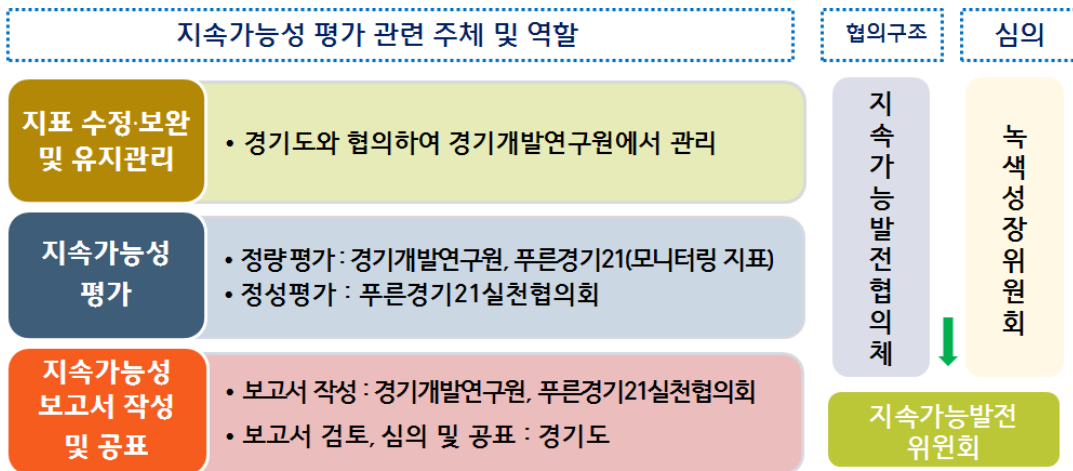 지속가능성 평가 관련 주체 및 역할
협의구조
심의
지표 수정·보완
및 유지관리
• 경기도와 협의하여 경기개발연구원에서 관리
지속가능성
평가
• 정량 평가 : 경기개발연구원, 푸른경기21(모니터링 지표)
• 정성평가 : 푸른경기21실천협의회
지속가능성
보고서 작성
및 공표
• 보고서 작성 : 경기개발연구원, 푸른경기21실천협의회
• 보고서 검토, 심의 및 공표 : 경기도
지속가능발전협의체
녹색성장위원회
지속가능발전
위원회